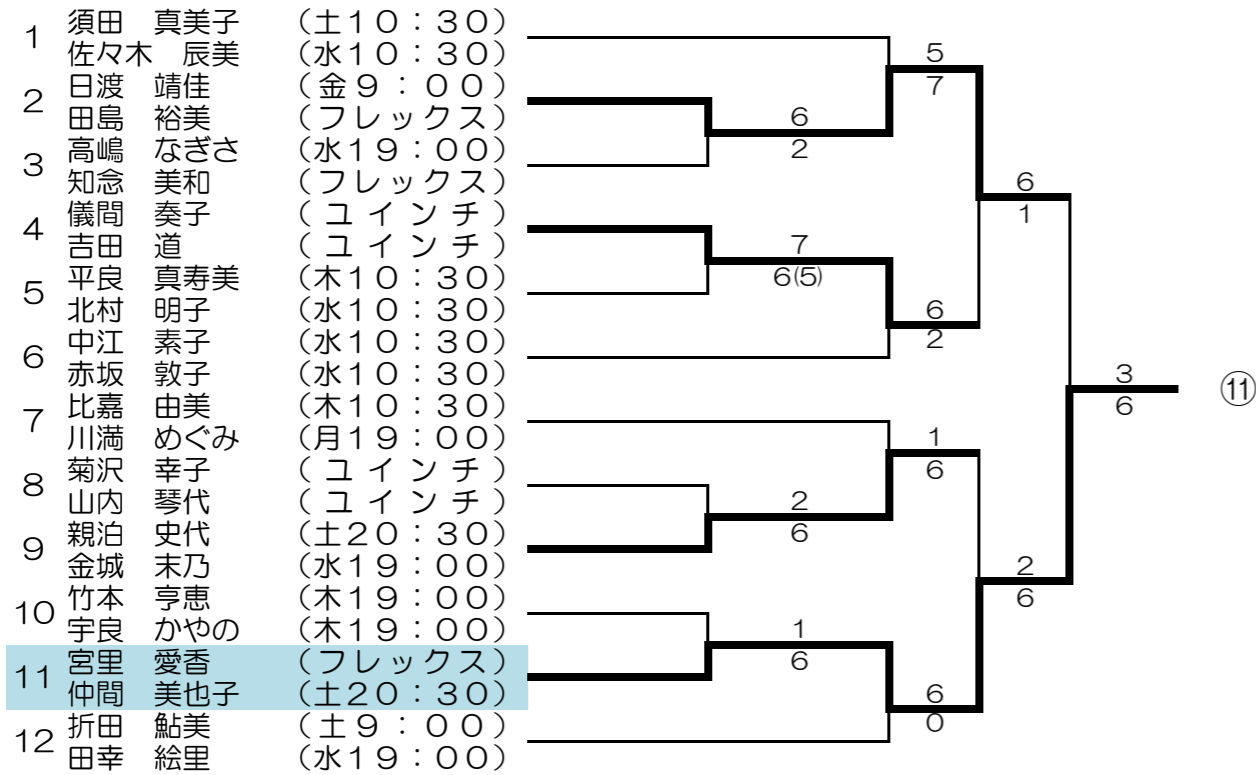 1
須田　真美子　（土１０：３０）
佐々木　辰美　（水１０：３０）
2
日渡　靖佳　（金９：００）
田島　裕美　（フレックス）
3
高嶋　なぎさ　（水１９：００）
知念　美和　（フレックス）
4
儀間　奏子　（ユインチ）
吉田　道　（ユインチ）
5
平良　真寿美　（木１０：３０）
北村　明子　（水１０：３０）
6
中江　素子　（水１０：３０）
赤坂　敦子　（水１０：３０）
7
比嘉　由美　（木１０：３０）
川満　めぐみ　（月１９：００）
8
菊沢　幸子　（ユインチ）
山内　琴代　（ユインチ）
9
親泊　史代　（土２０：３０）
金城　末乃　（水１９：００）
10
竹本　亨恵　（木１９：００）
宇良　かやの　（木１９：００）
11
宮里　愛香　（フレックス）
仲間　美也子　（土２０：３０）
12
折田　鮎美　（土９：００）
田幸　絵里　（水１９：００）
6
2
7
6(5)
2
6
1
6
5
7
6
2
1
6
6
0
6
1
2
6
3
6
⑪